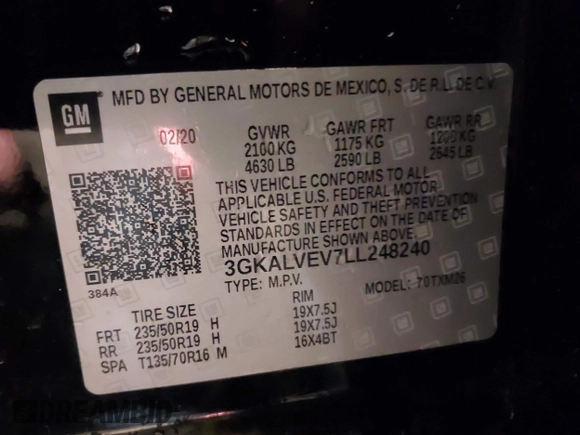 GM
MFD BY GENERAL MOTORS DE MEXICO, S. DE R.L. DE C.V.
02/20 GVWR GAWR FRT GAWR RR
2100 KG 1175 KG 1200 KG
4630 LB 2590 LB 2645 LB
THIS VEHICLE CONFORMS TO ALL
APPLICABLE U.S. FEDERAL MOTOR
VEHICLE SAFETY AND THEFT PREVENTION
STANDARDS IN EFFECT ON THE DATE OF
MANUFACTURE SHOWN ABOVE.
3GKALVEV7LL248240
384A
TYPE: M.P.V. MODEL: 70TXM26
TIRE SIZE RIM
FRT 235/50R19 H 19X7.5J
RR 235/50R19 H 19X7.5J
SPA T135/70R16 M 16X4BT
DREAMBID